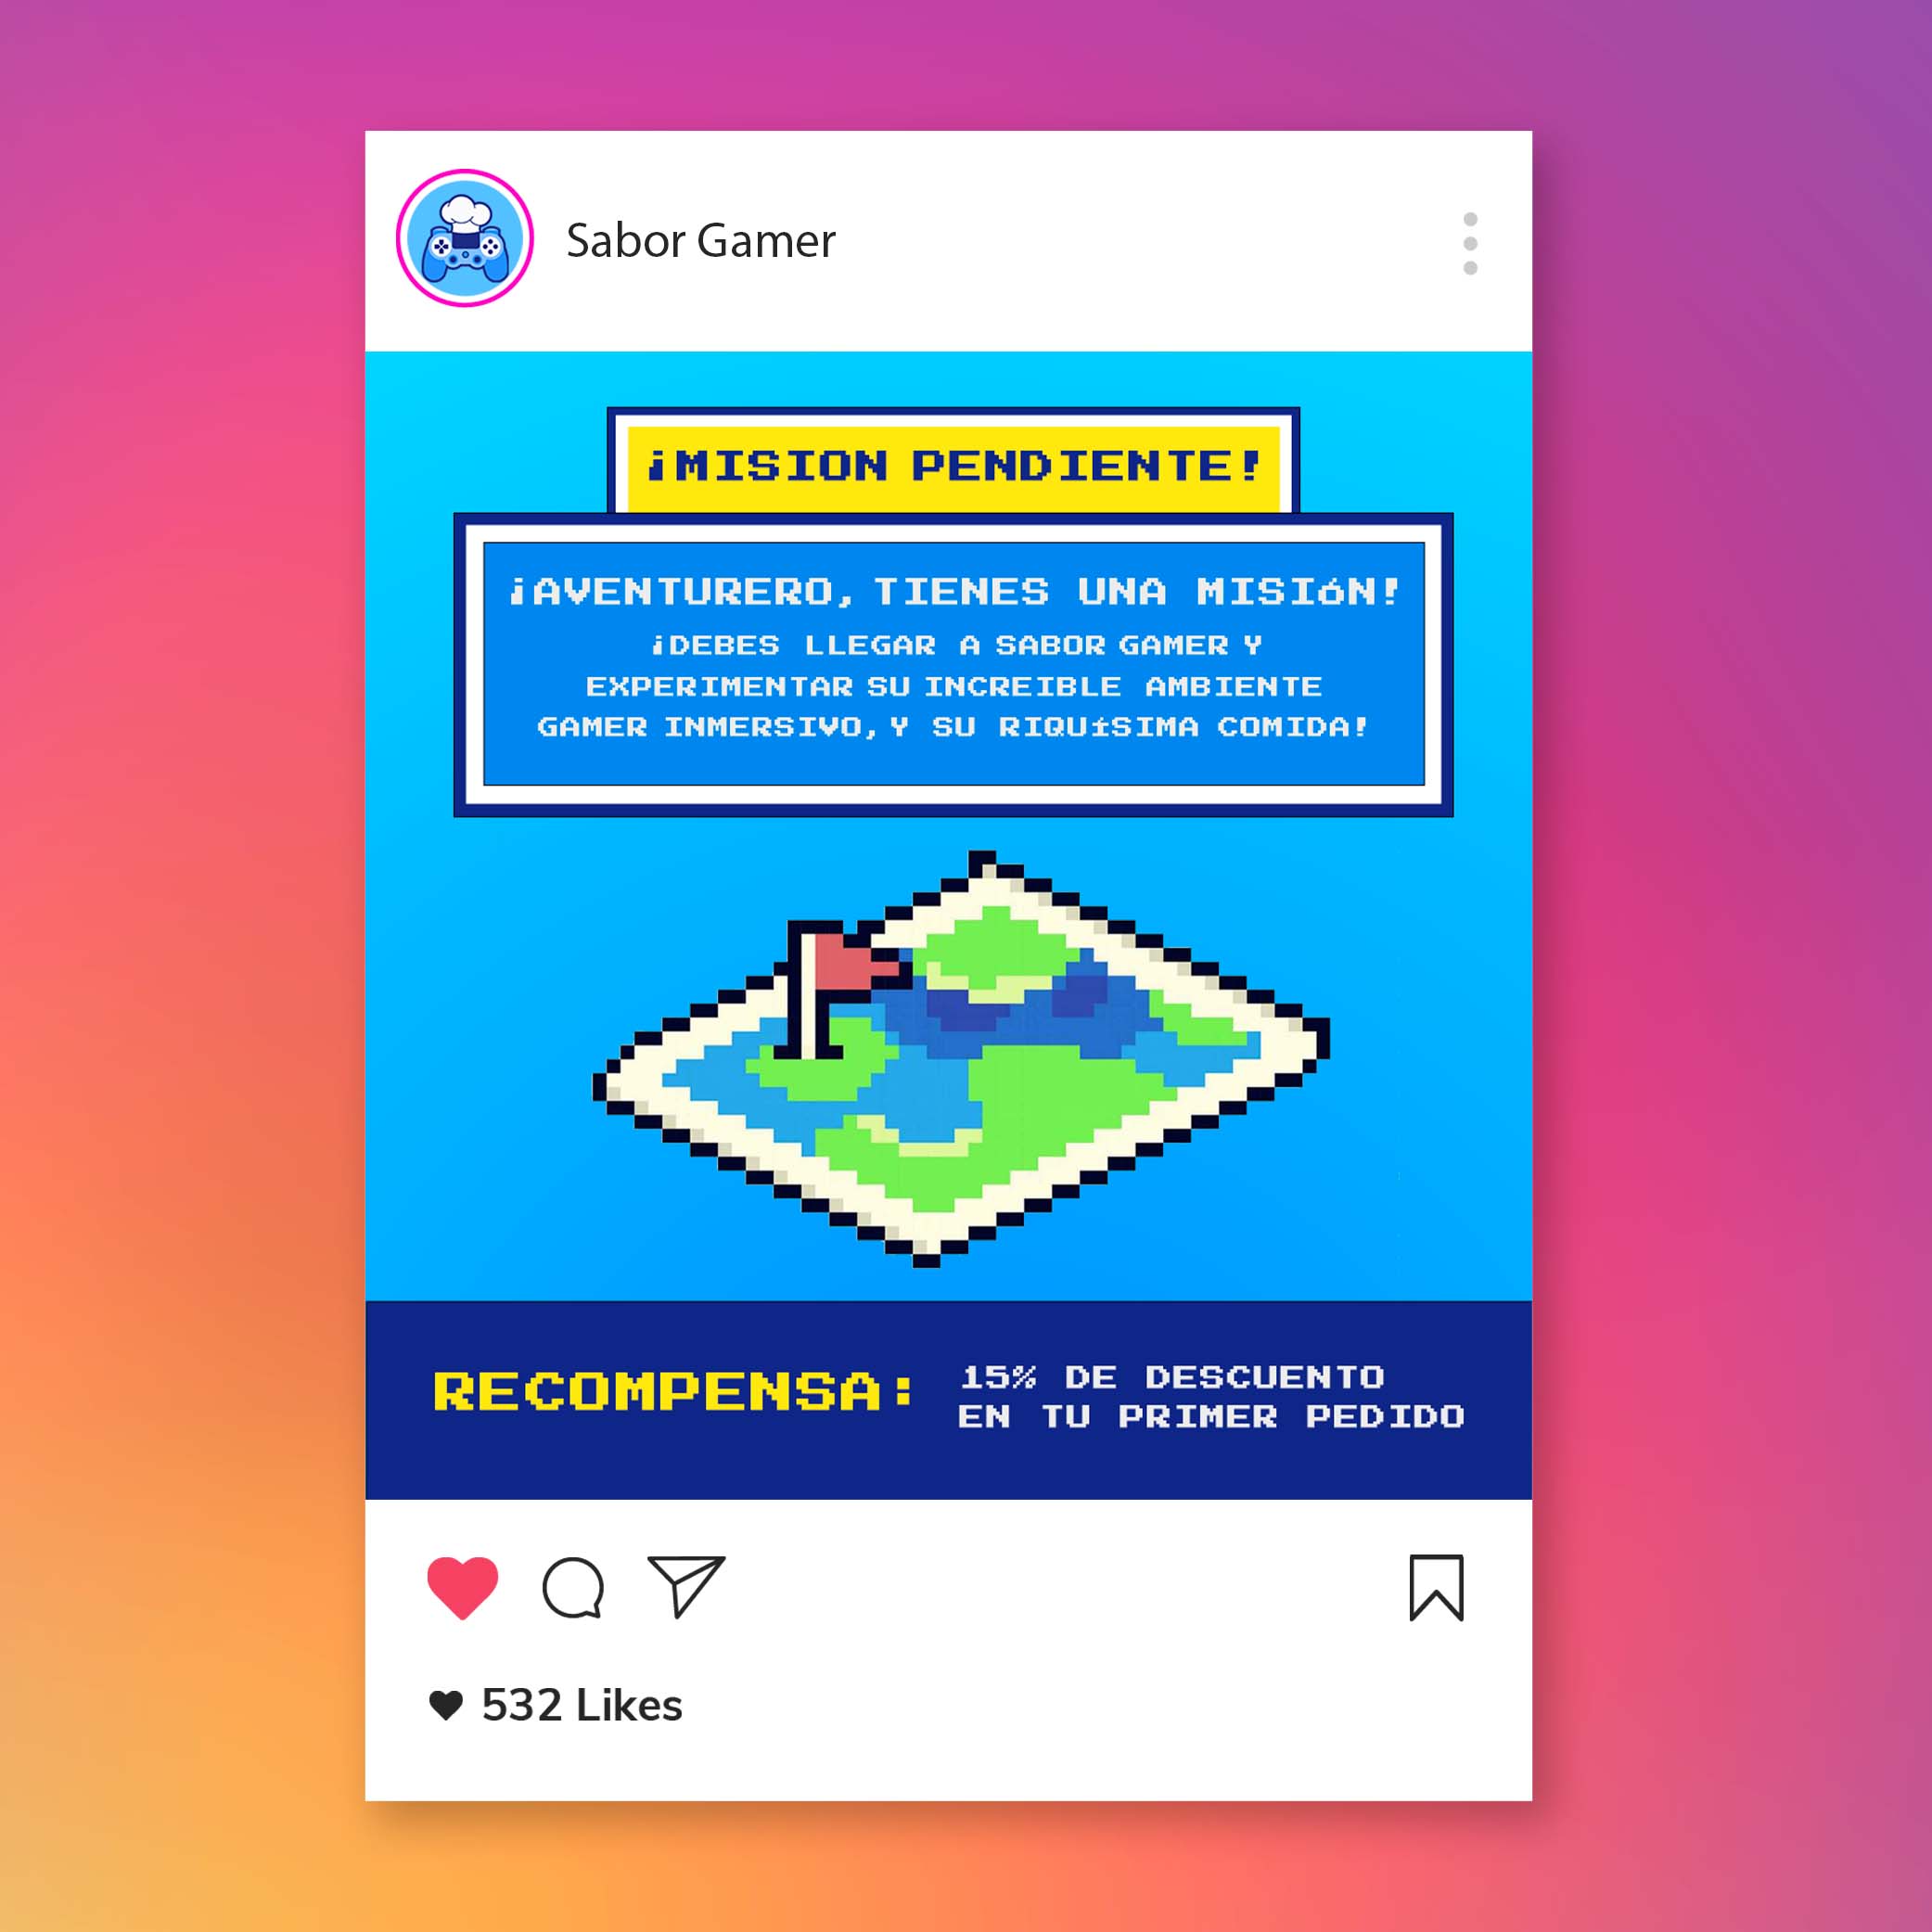 Sabor Gamer
¡MISION PENDIENTE!
¡AVENTURERO, TIENES UNA MISIóN!
¡DEBES LLEGAR A SABOR GAMER Y
EXPERIMENTAR SU INCREIBLE AMBIENTE
GAMER INMERSIVO, Y SU RIQUíSIMA COMIDA!
RECOMPENSA:
15% DE DESCUENTO
EN TU PRIMER PEDIDO
532 Likes